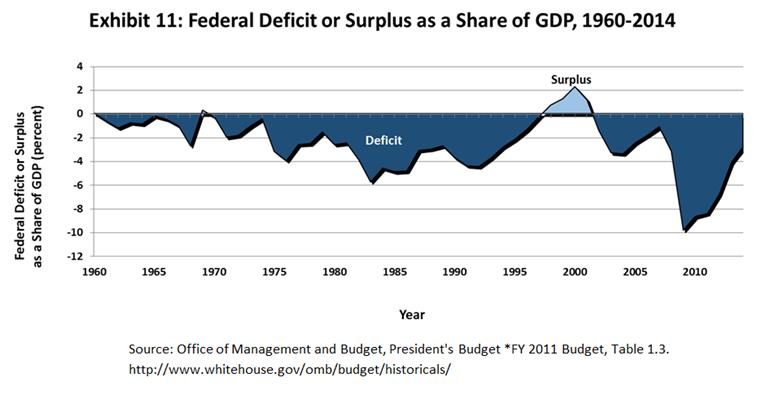 Exhibit 11: Federal Deficit or Surplus as a Share of GDP, 1960-2014
Federal Deficit or Surplus
as a Share of GDP (percent)
4
2
0
-2
-4
-6
-8
-10
-12
Surplus
Deficit
1960 1965 1970 1975 1980 1985 1990 1995 2000 2005 2010
Year
Source: Office of Management and Budget, President's Budget *FY 2011 Budget, Table 1.3.
http://www.whitehouse.gov/omb/budget/historicals/